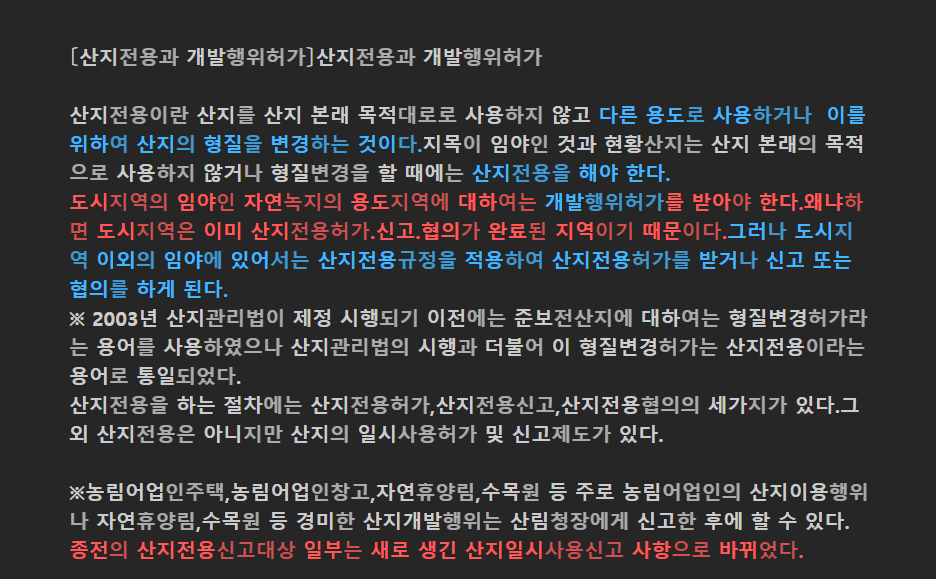 [산지전용과 개발행위허가]산지전용과 개발행위허가
산지전용이란 산지를 산지 본래 목적대로로 사용하지 않고 다른 용도로 사용하거나 이를
위하여 산지의 형질을 변경하는 것이다.지목이 임야인 것과 현황산지는 산지 본래의 목적
으로 사용하지 않거나 형질변경을 할 때에는 산지전용을 해야 한다.
도시지역의 임야인 자연녹지의 용도지역에 대하여는 개발행위허가를 받아야 한다.왜냐하
면 도시지역은 이미 산지전용허가.신고.협의가 완료된 지역이기 때문이다.그러나 도시지
역 이외의 임야에 있어서는 산지전용규정을 적용하여 산지전용허가를 받거나 신고 또는
협의를 하게 된다.
※ 2003년 산지관리법이 제정 시행되기 이전에는 준보전산지에 대하여는 형질변경허가라
는 용어를 사용하였으나 산지관리법의 시행과 더불어 이 형질변경허가는 산지전용이라는
용어로 통일되었다.
산지전용을 하는 절차에는 산지전용허가,산지전용신고,산지전용협의의 세가지가 있다.그
외 산지전용은 아니지만 산지의 일시사용허가 및 신고제도가 있다.
※농림어업인주택,농림어업인창고,자연휴양림,수목원 등 주로 농림어업인의 산지이용행위
나 자연휴양림,수목원 등 경미한 산지개발행위는 산림청장에게 신고한 후에 할 수 있다.
종전의 산지전용신고대상 일부는 새로 생긴 산지일시사용신고 사항으로 바뀌었다.